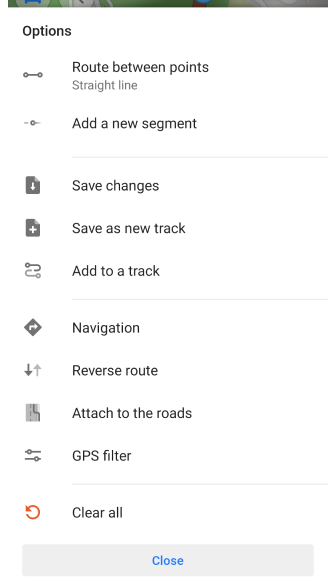 Options
Route between points
Straight line
Add a new segment
Save changes
Save as new track
Add to a track
Navigation
Reverse route
Attach to the roads
GPS filter
Clear all
Close